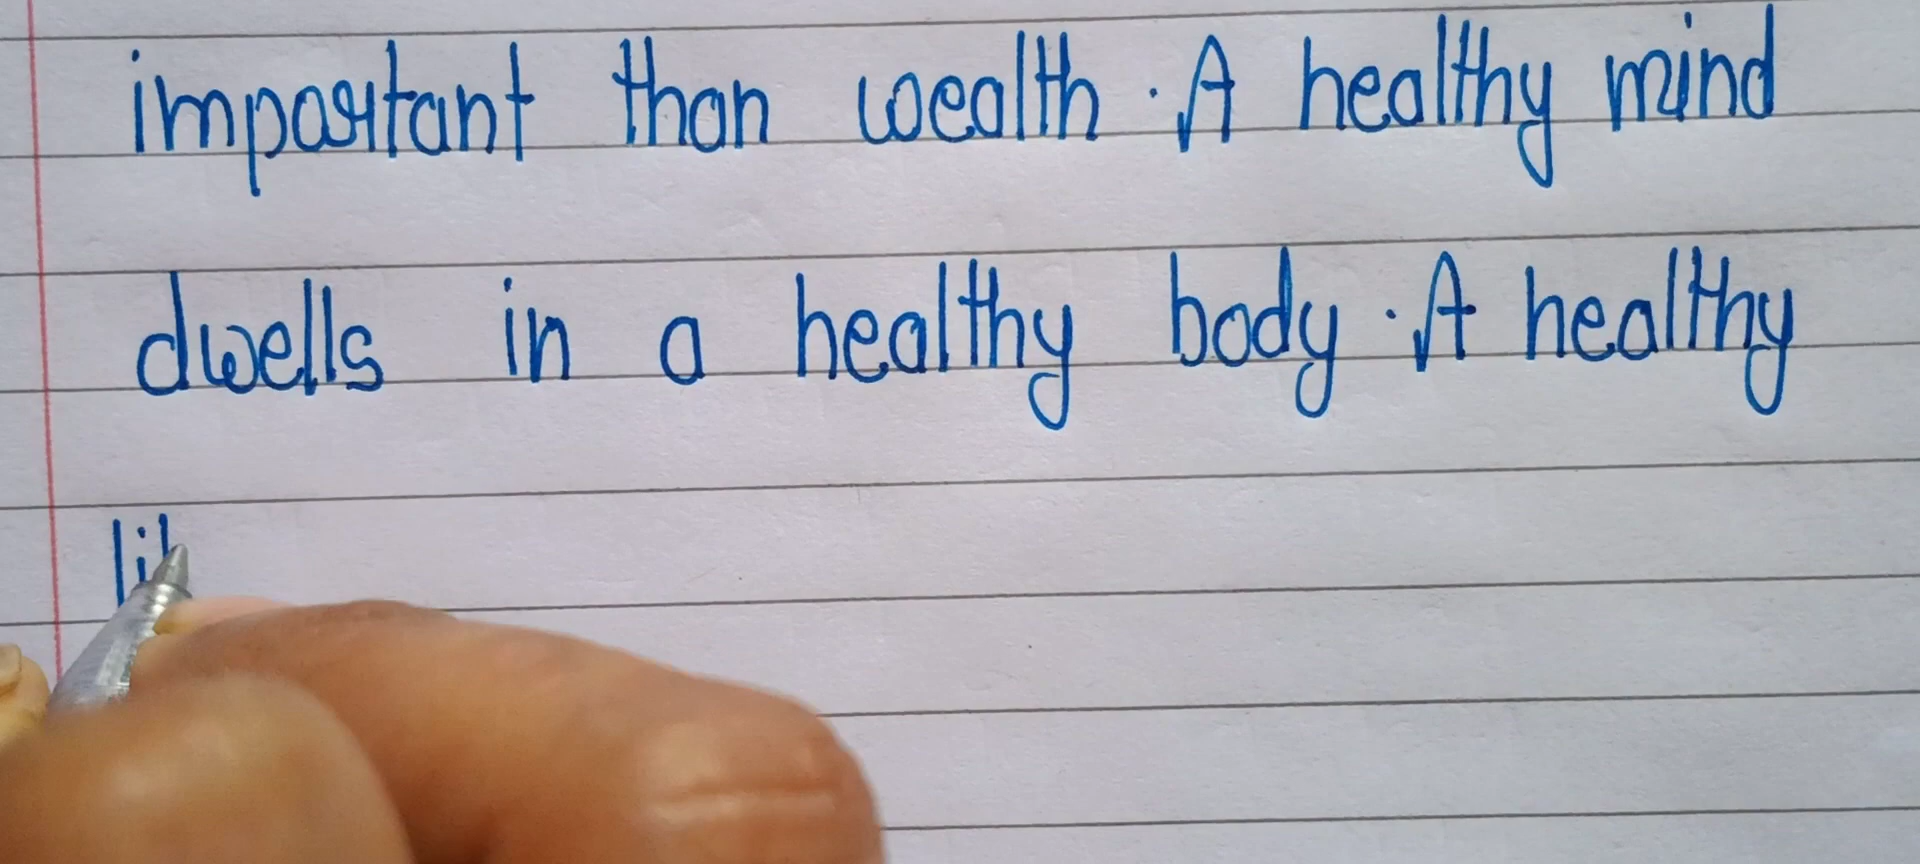 important than wealth. A healthy mind
dwells in a healthy body. A healthy